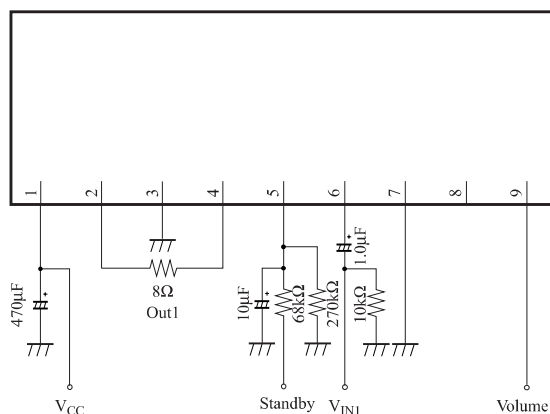 1 2 3 4 5 6 7 8 9
470μF
8Ω
Out1
10μF
68kΩ
270kΩ
1.0μF
10kΩ
+
+
+
VCC
Standby
VIN1
Volume